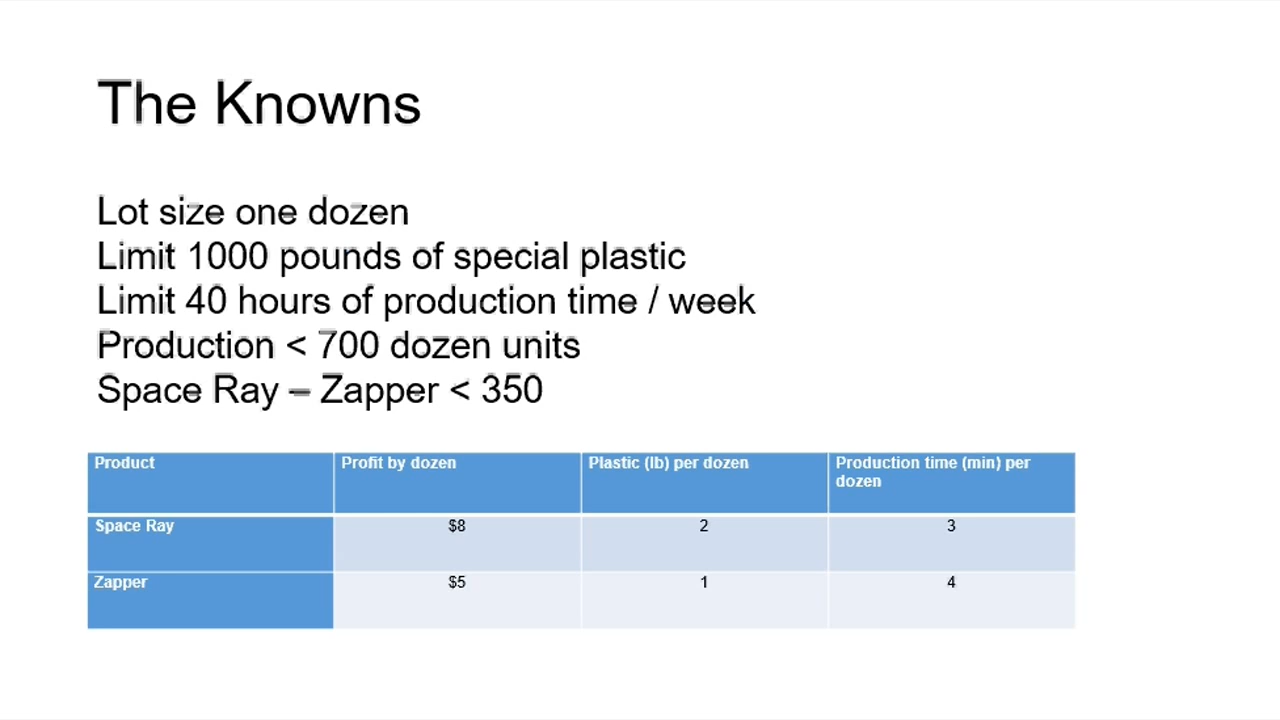 The Knowns
Lot size one dozen
Limit 1000 pounds of special plastic
Limit 40 hours of production time / week
Production < 700 dozen units
Space Ray – Zapper < 350
Product Profit by dozen Plastic (lb) per dozen Production time (min) per
dozen
Space Ray $8 2 3
Zapper $5 1 4